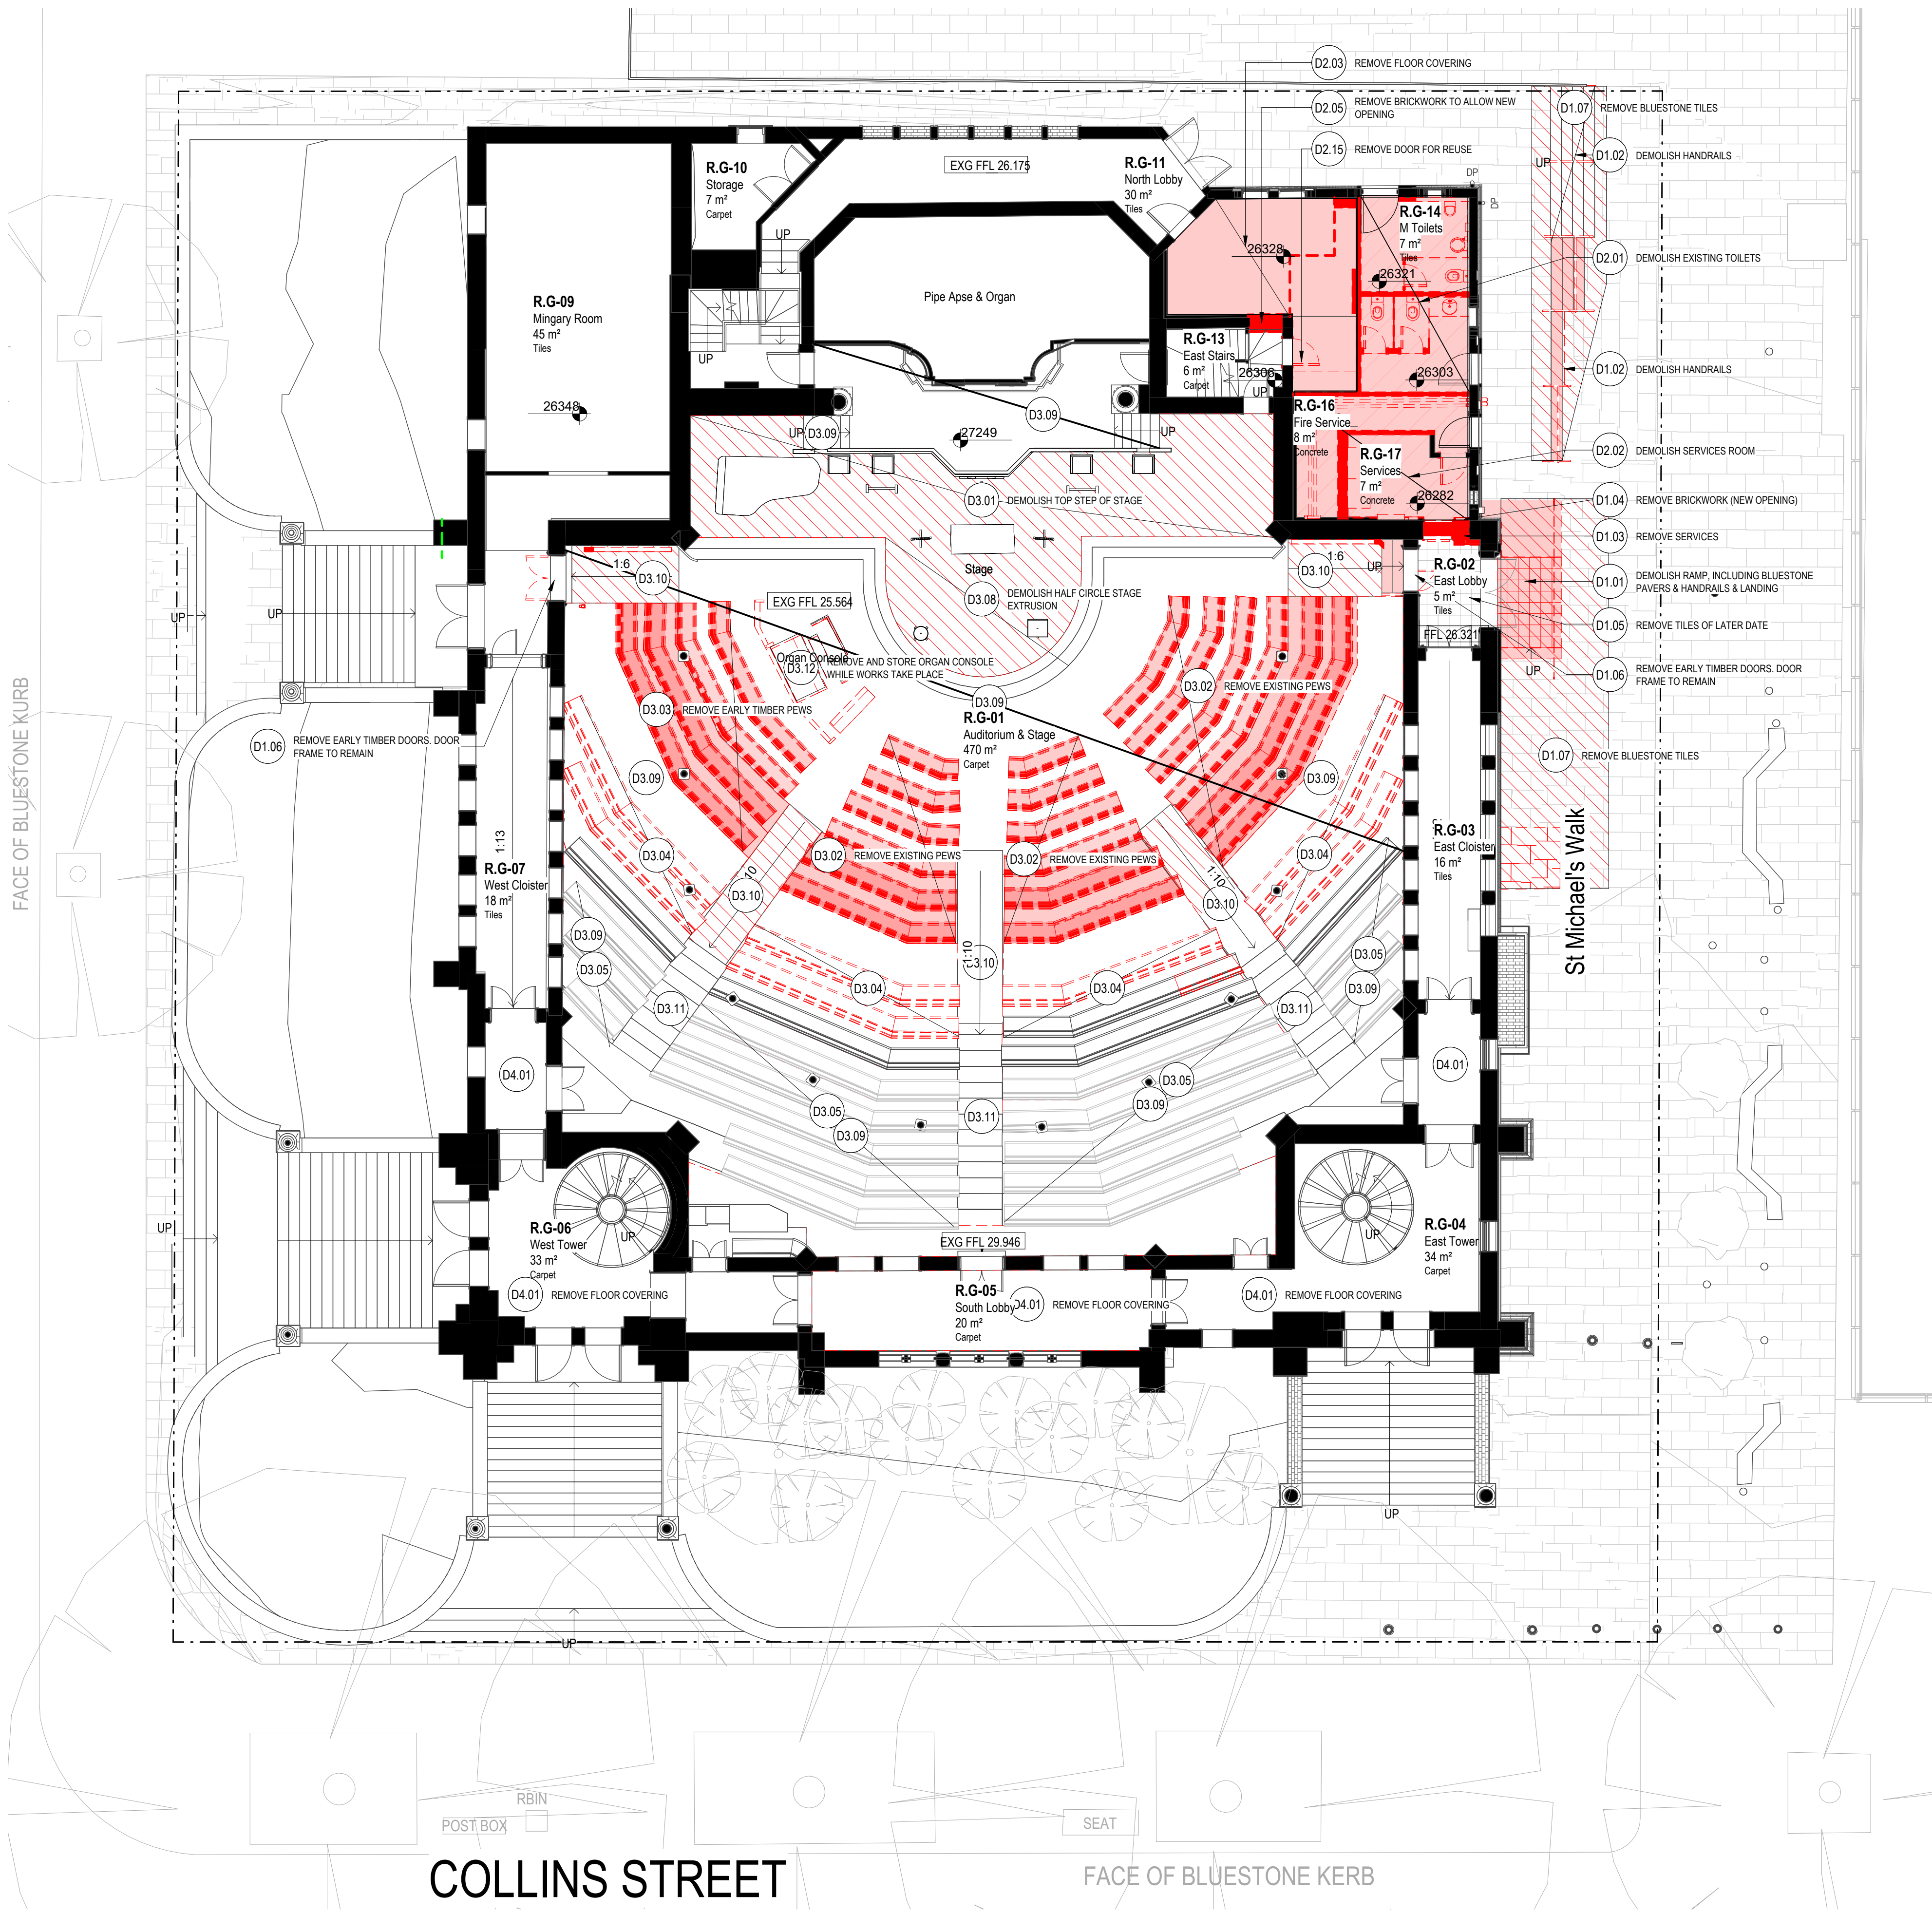 D2.03 REMOVE FLOOR COVERING
D2.05 REMOVE BRICKWORK TO ALLOW NEW
OPENING
D2.15 REMOVE DOOR FOR REUSE
D1.07 REMOVE BLUESTONE TILES
UP
D1.02 DEMOLISH HANDRAILS
R.G-10
Storage
7 m²
Carpet
EXG FFL 26.175
R.G-11
North Lobby
30 m²
Tiles
DP
DP
R.G-14
M Toilets
7 m²
Tiles
UP
26328
26321
D2.01 DEMOLISH EXISTING TOILETS
R.G-09
Mingary Room
45 m²
Tiles
Pipe Apse & Organ
UP
R.G-13
East Stairs
6 m²
Carpet
26306
UP
26303
D1.02 DEMOLISH HANDRAILS
26348
D3.09
UP
D3.09
UP
27249
R.G-16
Fire Service
8 m²
Concrete
R.G-17
Services
7 m²
Concrete
26282
D2.02 DEMOLISH SERVICES ROOM
D3.01 DEMOLISH TOP STEP OF STAGE
D1.04 REMOVE BRICKWORK (NEW OPENING)
D1.03 REMOVE SERVICES
1:6
D3.10
Stage
D3.10
1:6
UP
R.G-02
East Lobby
5 m²
Tiles
D1.01 DEMOLISH RAMP, INCLUDING BLUESTONE
PAVERS & HANDRAILS & LANDING
EXG FFL 25.564
D3.08 DEMOLISH HALF CIRCLE STAGE
EXTRUSION
UP
UP
FFL 26.321
D1.05 REMOVE TILES OF LATER DATE
Organ Console
D3.12 REMOVE AND STORE ORGAN CONSOLE
WHILE WORKS TAKE PLACE
UP
D1.06 REMOVE EARLY TIMBER DOORS. DOOR
FRAME TO REMAIN
D3.02 REMOVE EXISTING PEWS
D3.03 REMOVE EARLY TIMBER PEWS
D3.09
R.G-01
Auditorium & Stage
470 m²
Carpet
D1.06 REMOVE EARLY TIMBER DOORS. DOOR
FRAME TO REMAIN
D1.07 REMOVE BLUESTONE TILES
D3.09
D3.09
FACE OF BLUESTONE KURB
1:13
R.G-07
West Cloister
18 m²
Tiles
D3.04
D3.02 REMOVE EXISTING PEWS
D3.02 REMOVE EXISTING PEWS
D3.04
R.G-03
East Cloister
16 m²
Tiles
St Michael's Walk
10
D3.10
1:10
D3.10
D3.09
D3.05
1:10
D3.10
D3.05
D3.04
D3.04
D3.09
D3.11
D3.11
D4.01
D4.01
D3.05
D3.09
D3.11
D3.05
D3.09
UP
R.G-06
West Tower
33 m²
Carpet
UP
EXG FFL 29.946
UP
R.G-04
East Tower
34 m²
Carpet
D4.01 REMOVE FLOOR COVERING
R.G-05
South Lobby
20 m²
Carpet
D4.01 REMOVE FLOOR COVERING
D4.01 REMOVE FLOOR COVERING
UP
UP
RBIN
POST BOX
SEAT
COLLINS STREET
FACE OF BLUESTONE KERB